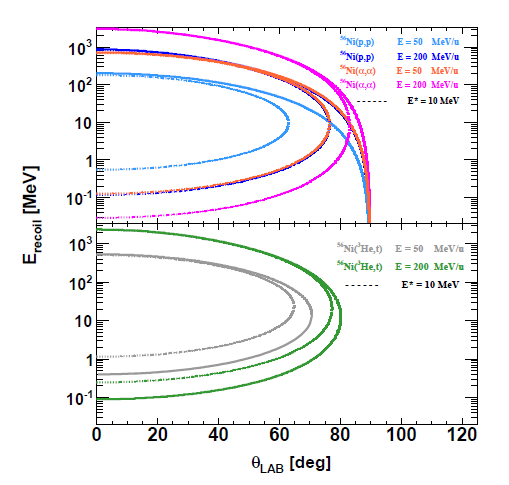 ⁵⁶Ni(p,p) E = 50 MeV/u
⁵⁶Ni(p,p) E = 200 MeV/u
⁵⁶Ni(α,α) E = 50 MeV/u
⁵⁶Ni(α,α) E = 200 MeV/u
E* = 10 MeV
10³
10²
10
1
10⁻¹
E_recoil [MeV]
⁵⁶Ni(³He,t) E = 50 MeV/u
⁵⁶Ni(³He,t) E = 200 MeV/u
E* = 10 MeV
10³
10²
10
1
10⁻¹
0 20 40 60 80 100 120
θ_LAB [deg]